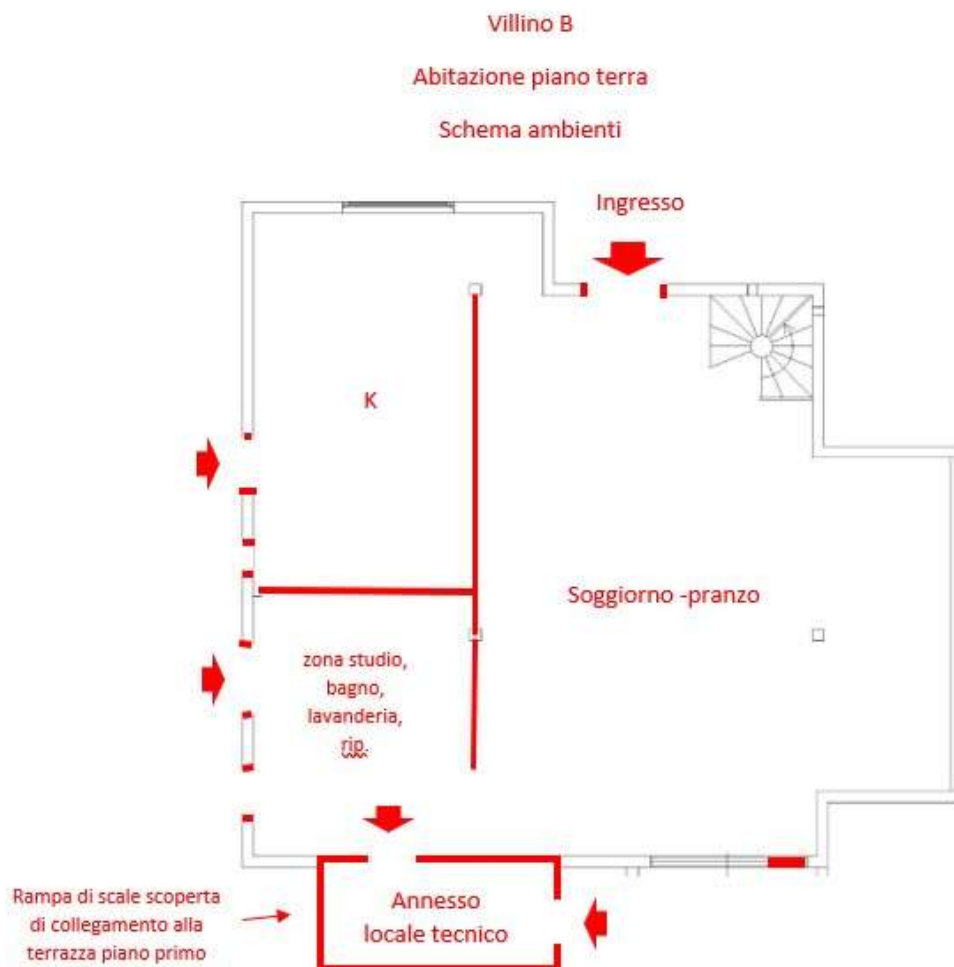 Villino B
Abitazione piano terra
Schema ambienti
Ingresso
K
Soggiorno -pranzo
zona studio,
bagno,
lavanderia,
rip.
Annesso
locale tecnico
Rampa di scale scoperta
di collegamento alla
terrazza piano primo